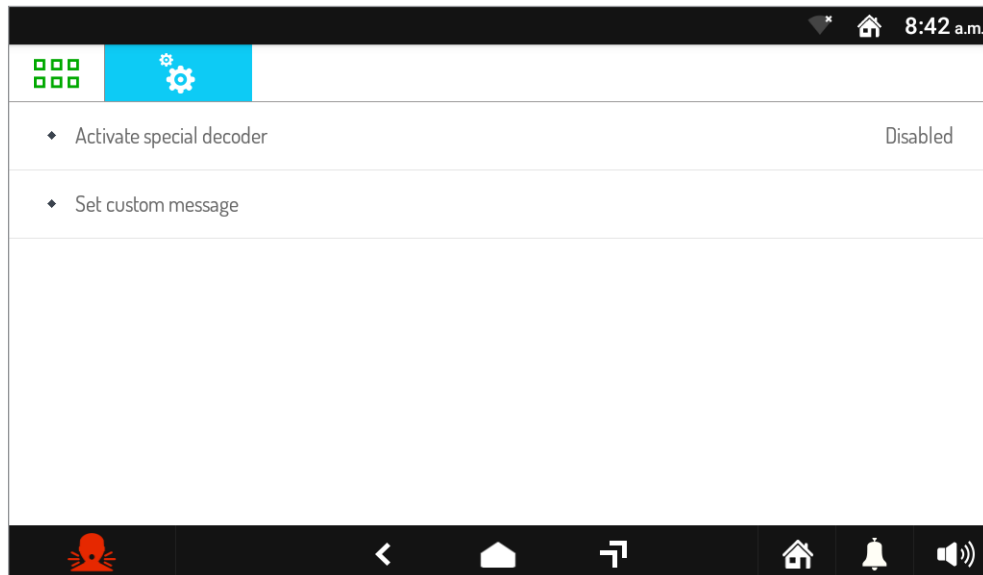 8:42 a.m.
Activate special decoder Disabled
Set custom message